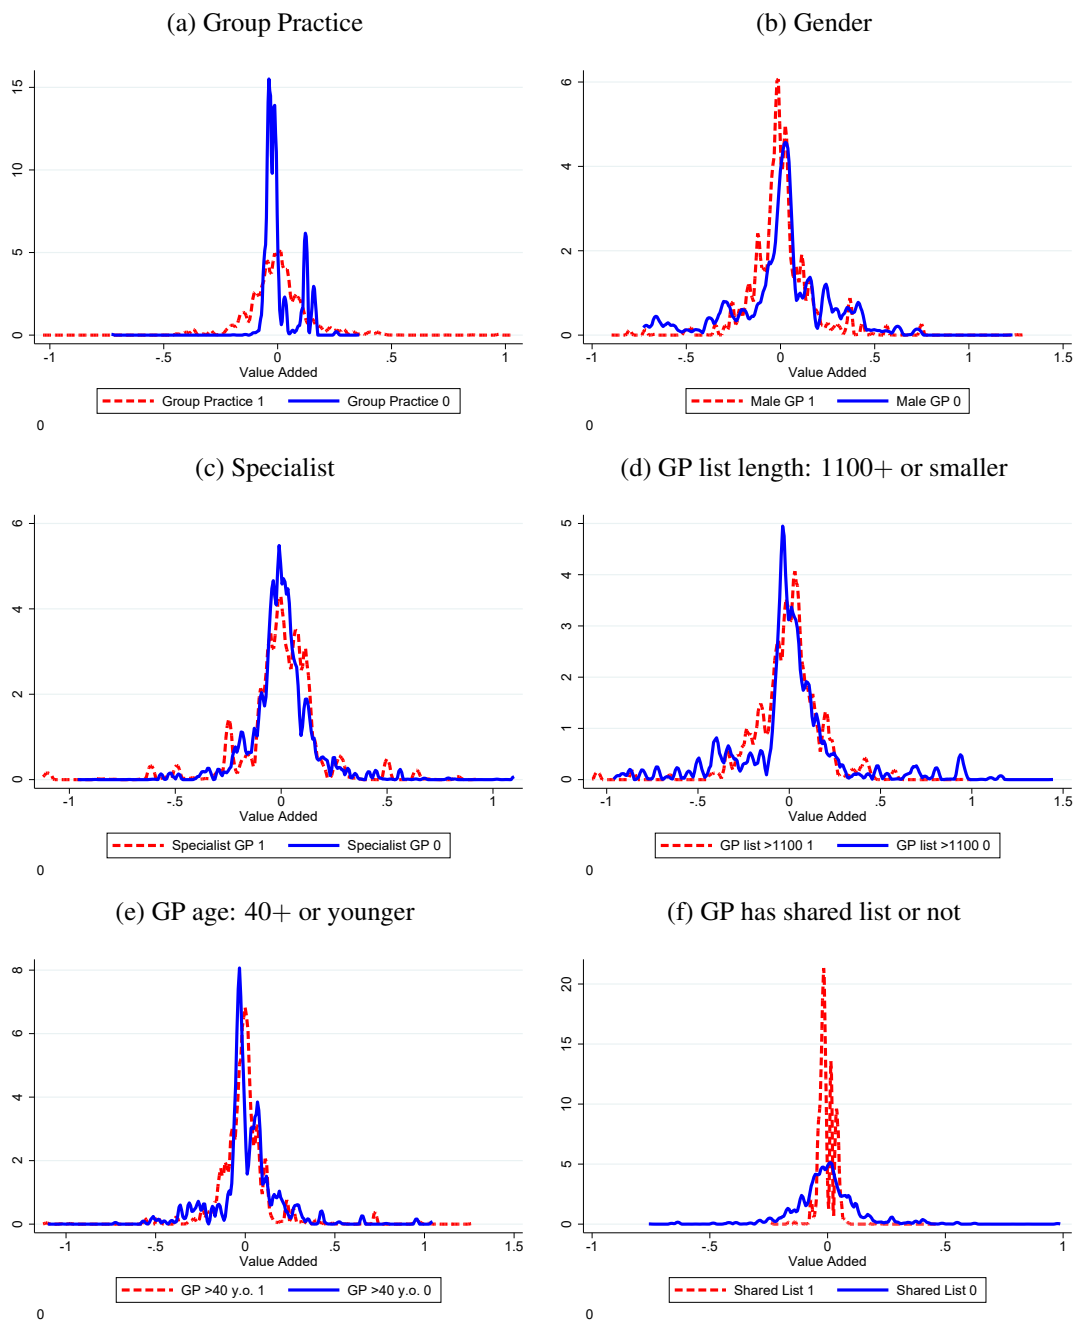 (a) Group Practice
15
10
5
0
-1
-.5
0
.5
1
Value Added
Group Practice 1
Group Practice 0
0
(b) Gender
6
4
2
0
-1
-.5
0
.5
1
1.5
Value Added
Male GP 1
Male GP 0
0
(c) Specialist
6
4
2
0
-1
-.5
0
.5
1
Value Added
Specialist GP 1
Specialist GP 0
0
(d) GP list length: 1100+ or smaller
5
4
3
2
1
0
-1
-.5
0
.5
1
1.5
Value Added
GP list >1100 1
GP list >1100 0
0
(e) GP age: 40+ or younger
8
6
4
2
0
-1
-.5
0
.5
1
1.5
Value Added
GP >40 y.o. 1
GP >40 y.o. 0
0
(f) GP has shared list or not
20
15
10
5
0
-1
-.5
0
.5
1
Value Added
Shared List 1
Shared List 0
0